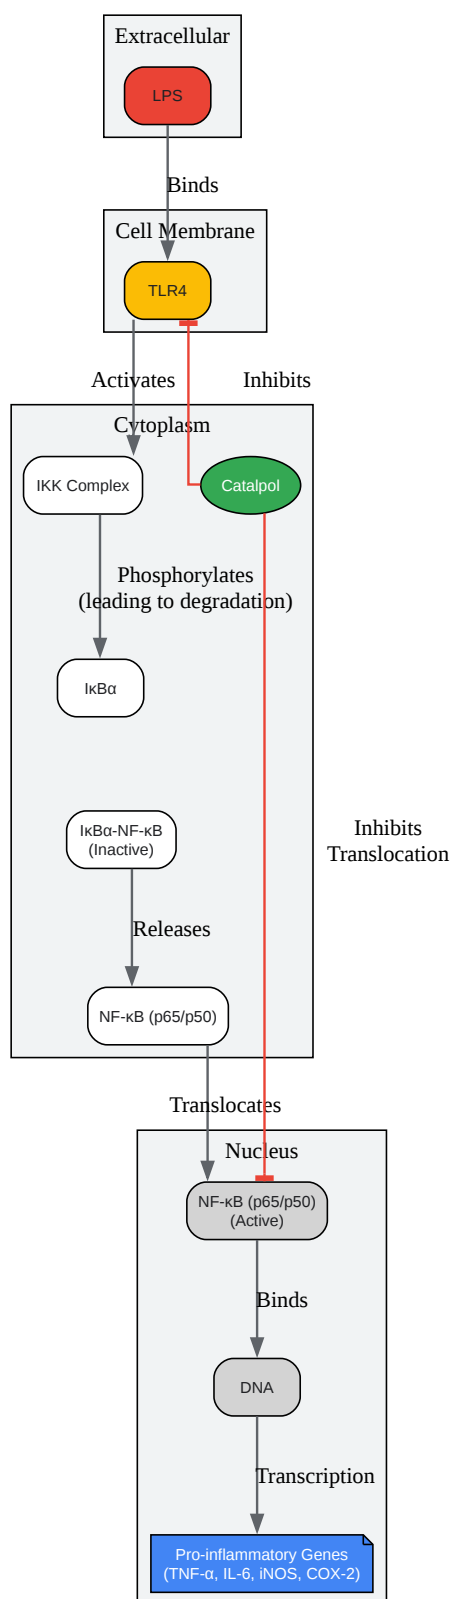 Extracellular
LPS
Binds
Cell Membrane
TLR4
Activates
Inhibits
Cytoplasm
IKK Complex
Catalpol
Phosphorylates
(leading to degradation)
IκBα
IκBα-NF-κB
(Inactive)
Inhibits
Translocation
Releases
NF-κB (p65/p50)
Translocates
Nucleus
NF-κB (p65/p50)
(Active)
Binds
DNA
Transcription
Pro-inflammatory Genes
(TNF-α, IL-6, iNOS, COX-2)